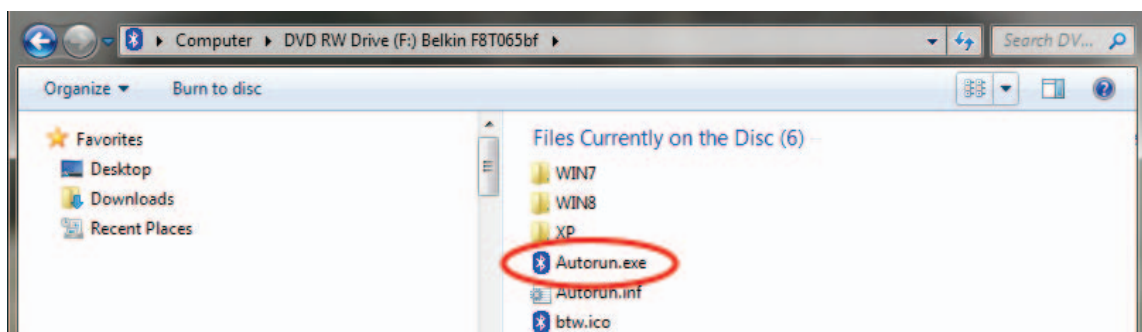 Computer ▸ DVD RW Drive (F:) Belkin F8T065bf ▸ Search DV...
Organize ▾ Burn to disc
Favorites
Desktop
Downloads
Recent Places
Files Currently on the Disc (6)
WIN7
WIN8
XP
Autorun.exe
Autorun.inf
btw.ico